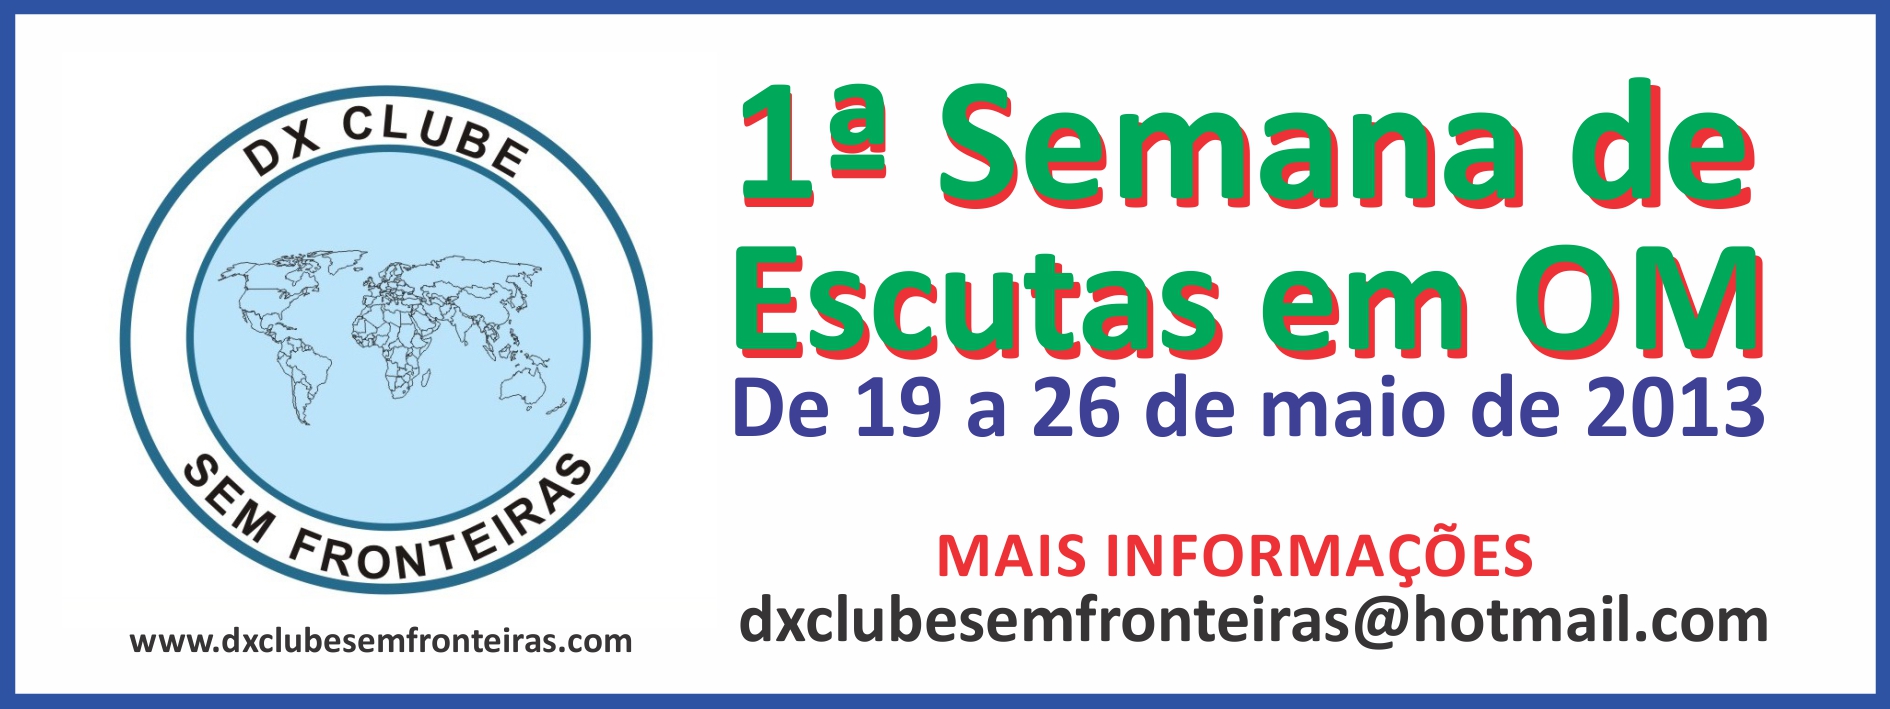 DX CLUBE
SEM FRONTEIRAS
www.dxclubesemfronteiras.com
1ª Semana de
Escutas em OM
De 19 a 26 de maio de 2013
MAIS INFORMAÇÕES
dxclubesemfronteiras@hotmail.com